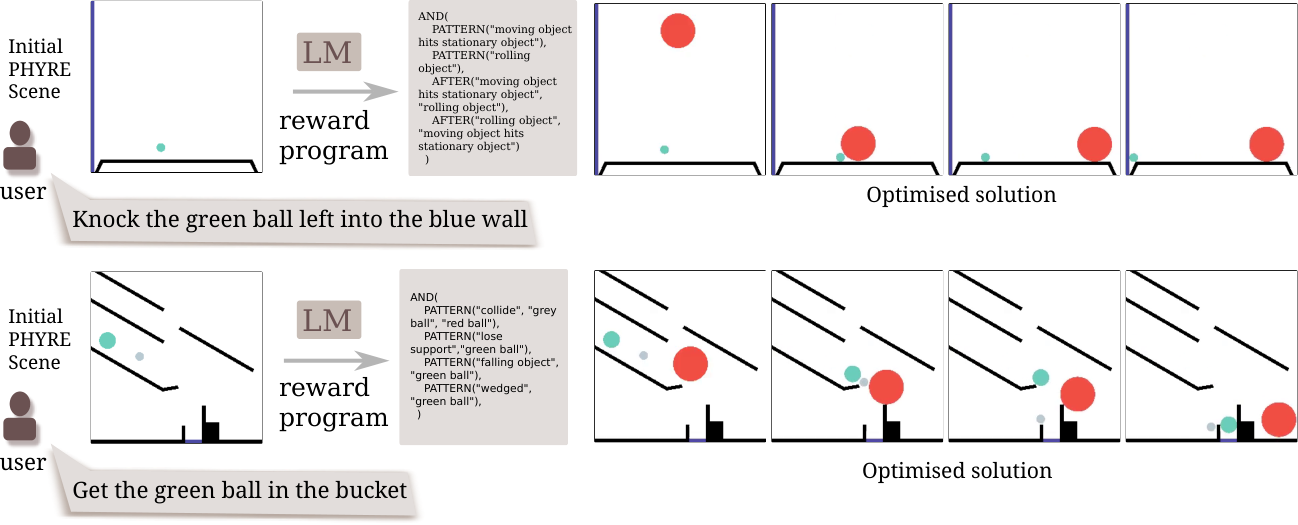 Initial
PHYRE
Scene
user
LM
reward
program
AND(
PATTERN("moving object
hits stationary object"),
PATTERN("rolling
object"),
AFTER("moving object
hits stationary object",
"rolling object"),
AFTER("rolling object",
"moving object hits
stationary object")
)
Optimised solution
Knock the green ball left into the blue wall
Initial
PHYRE
Scene
user
LM
reward
program
AND(
PATTERN("collide", "grey
ball", "red ball"),
PATTERN("lose
support","green ball"),
PATTERN("falling object",
"green ball"),
PATTERN("wedged",
"green ball"),
)
Optimised solution
Get the green ball in the bucket